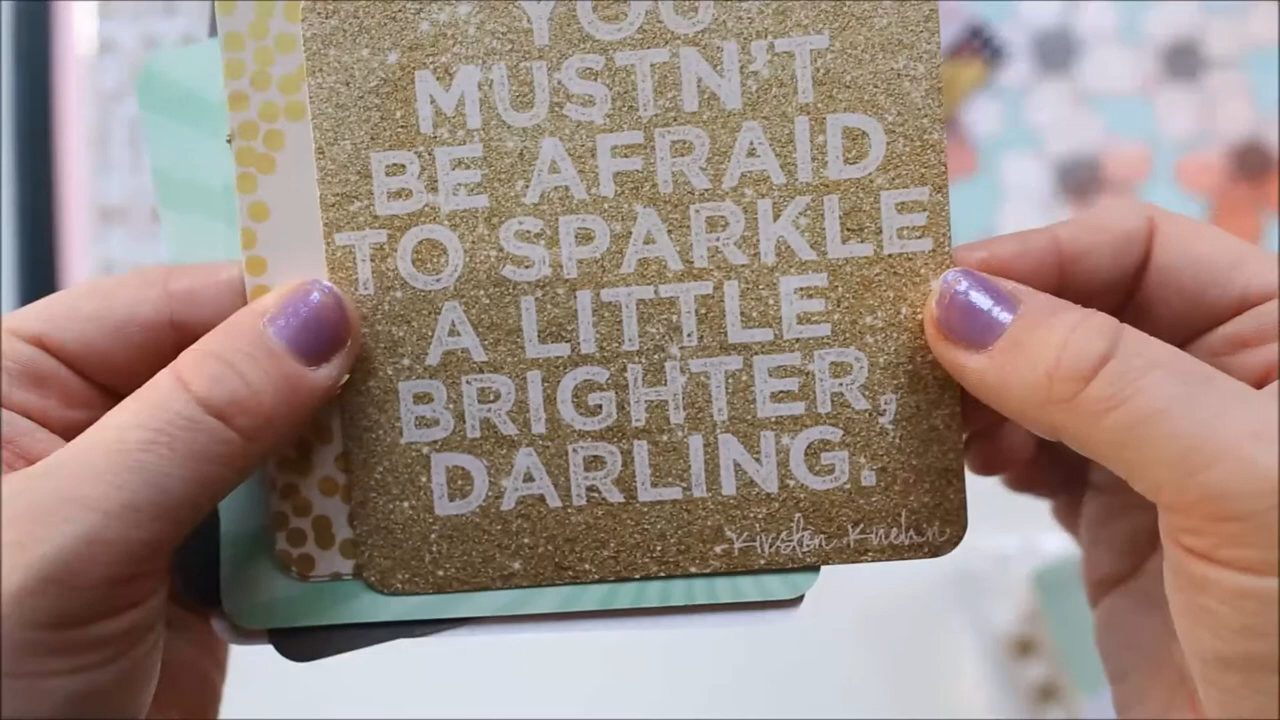 YOU
MUSTN'T
BE AFRAID
TO SPARKLE
A LITTLE
BRIGHTER,
DARLING.
-Kirsten Kuehn